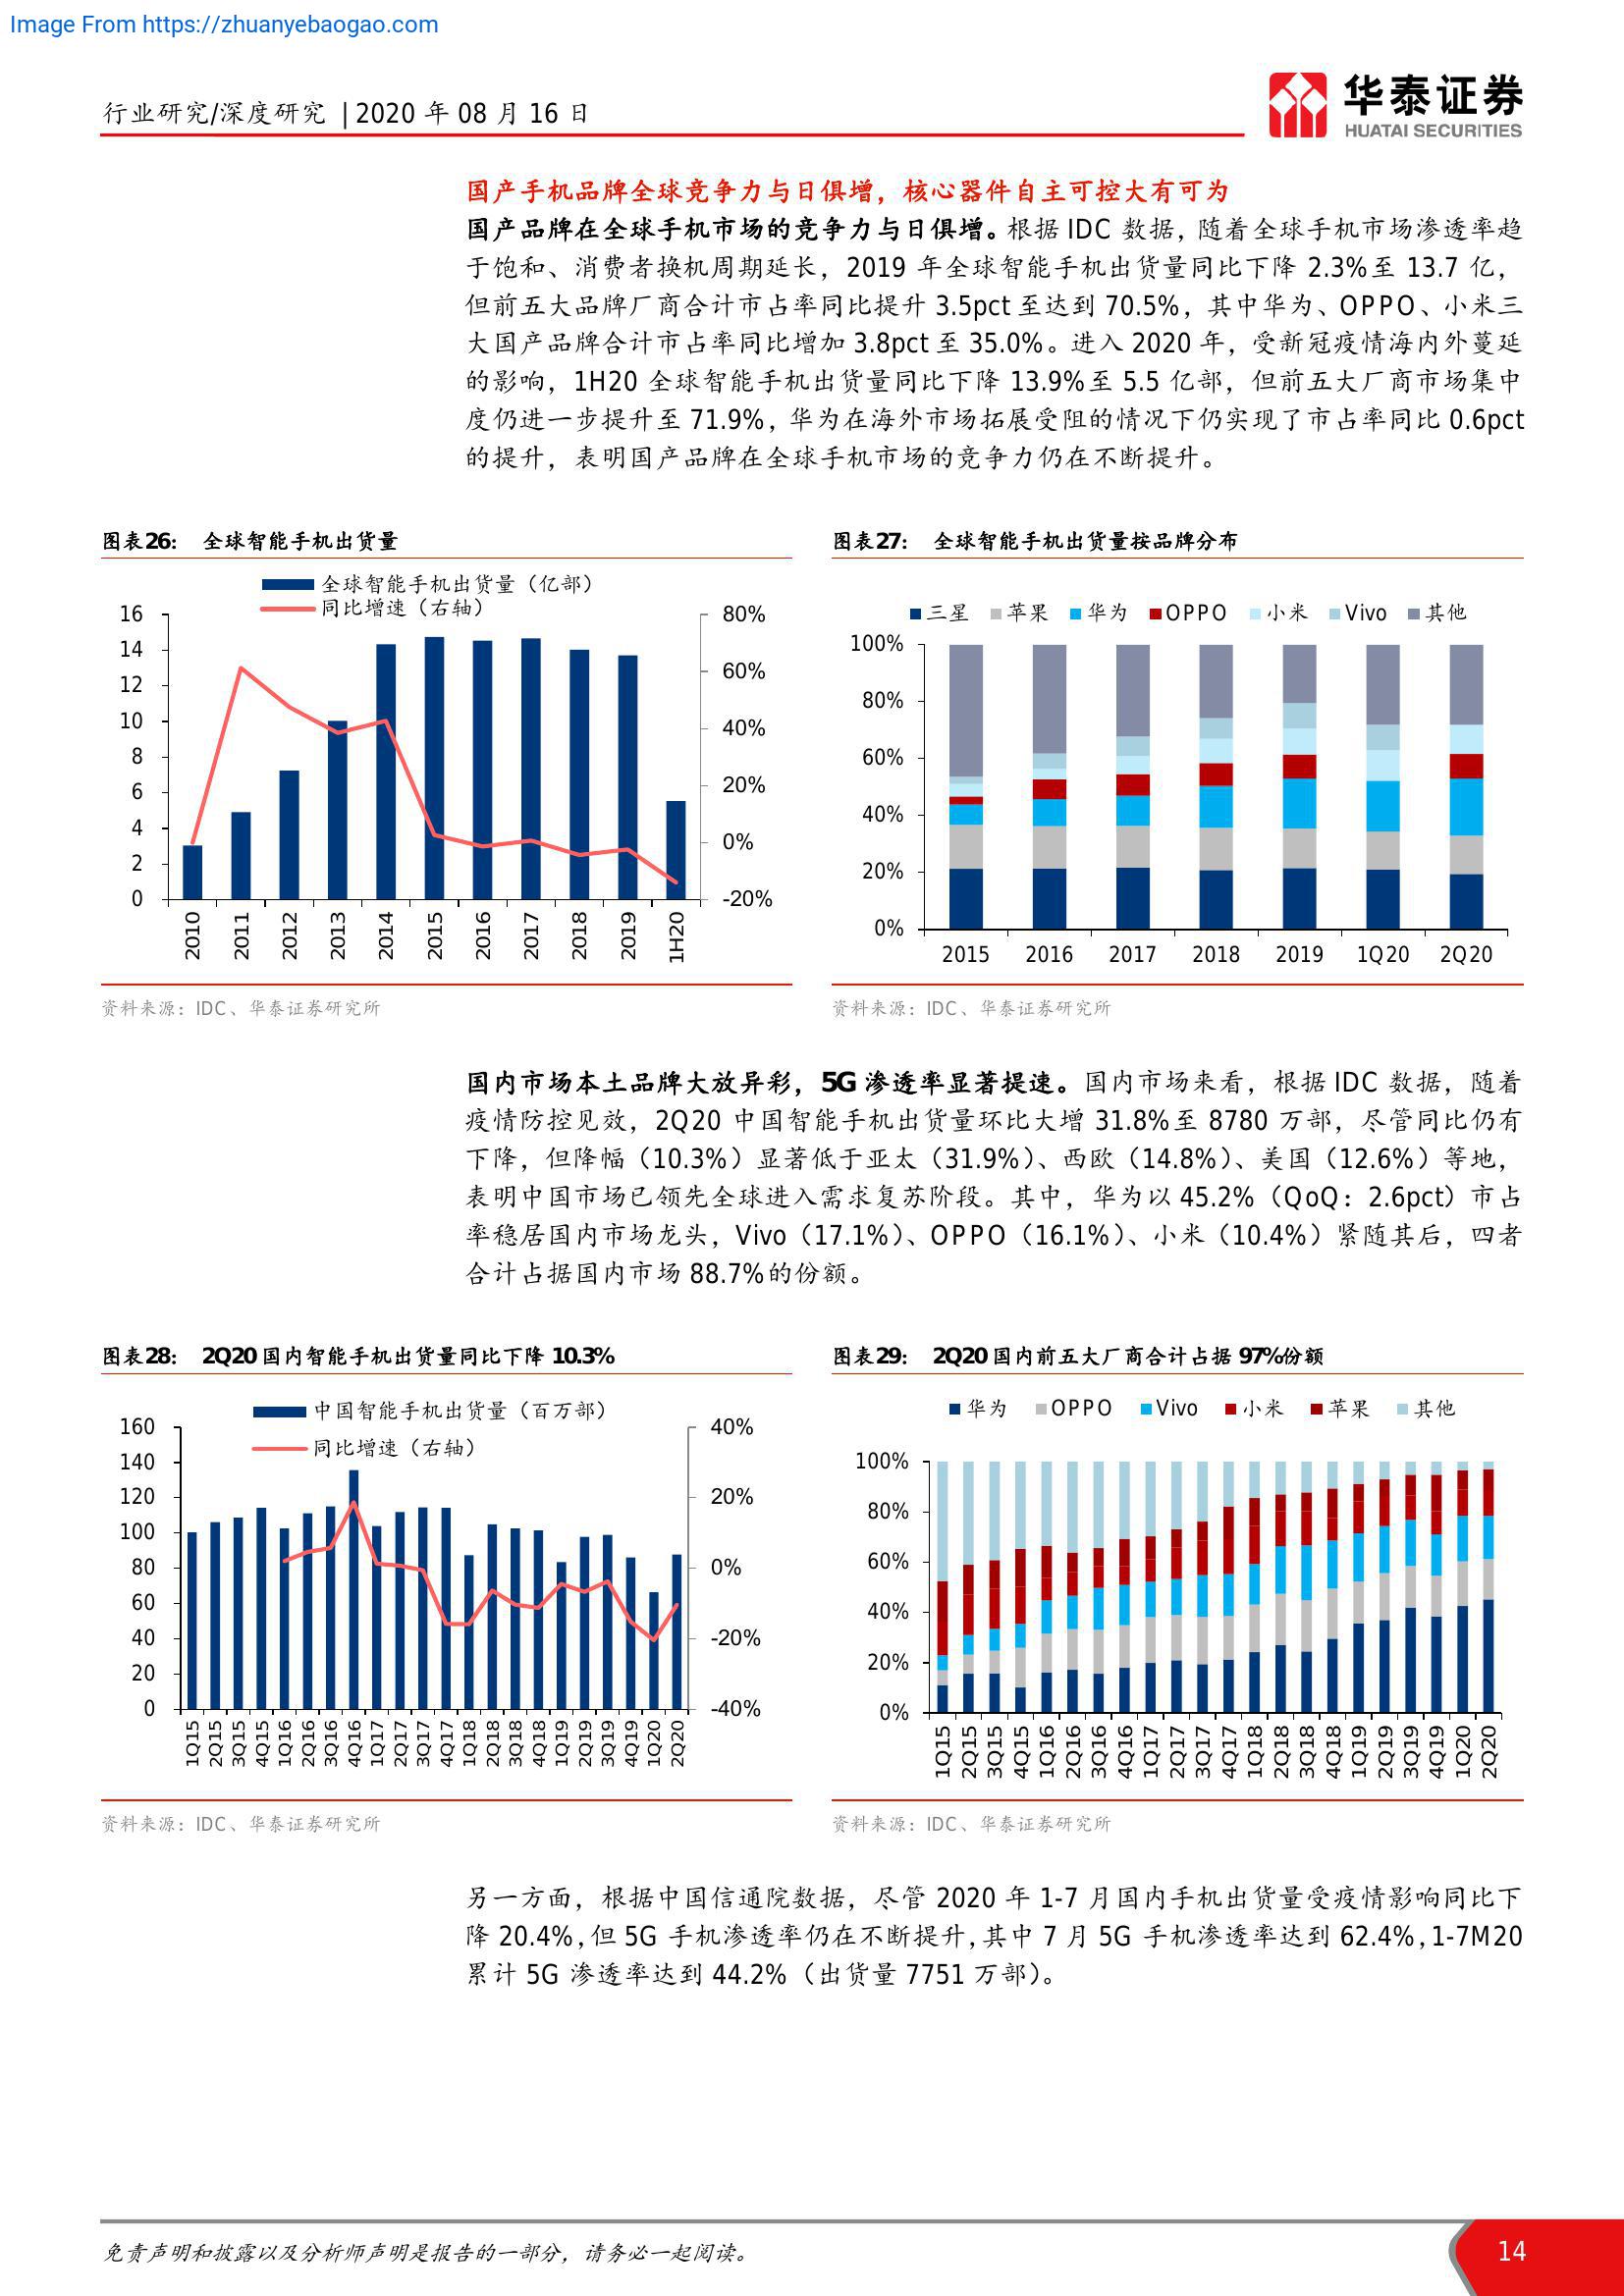 Image From https://zhuanyebaogao.com
行业研究/深度研究 | 2020 年 08 月 16 日
华泰证券
HUATAI SECURITIES
国产手机品牌全球竞争力与日俱增，核心器件自主可控大有可为
国产品牌在全球手机市场的竞争力与日俱增。根据 IDC 数据，随着全球手机市场渗透率趋
于饱和、消费者换机周期延长，2019 年全球智能手机出货量同比下降 2.3%至 13.7 亿，
但前五大品牌厂商合计市占率同比提升 3.5pct 至达到 70.5%，其中华为、OPPO、小米三
大国产品牌合计市占率同比增加 3.8pct 至 35.0%。进入 2020 年，受新冠疫情海内外蔓延
的影响，1H20 全球智能手机出货量同比下降 13.9%至 5.5 亿部，但前五大厂商市场集中
度仍进一步提升至 71.9%，华为在海外市场拓展受阻的情况下仍实现了市占率同比 0.6pct
的提升，表明国产品牌在全球手机市场的竞争力仍在不断提升。
图表26： 全球智能手机出货量
全球智能手机出货量（亿部）
同比增速（右轴）
16
14
12
10
8
6
4
2
0
80%
60%
40%
20%
0%
-20%
2010 2011 2012 2013 2014 2015 2016 2017 2018 2019 1H20
资料来源：IDC、华泰证券研究所
图表27： 全球智能手机出货量按品牌分布
三星 苹果 华为 OPPO 小米 Vivo 其他
100%
80%
60%
40%
20%
0%
2015 2016 2017 2018 2019 1Q20 2Q20
资料来源：IDC、华泰证券研究所
国内市场本土品牌大放异彩，5G 渗透率显著提速。国内市场来看，根据 IDC 数据，随着
疫情防控见效，2Q20 中国智能手机出货量环比大增 31.8%至 8780 万部，尽管同比仍有
下降，但降幅（10.3%）显著低于亚太（31.9%）、西欧（14.8%）、美国（12.6%）等地，
表明中国市场已领先全球进入需求复苏阶段。其中，华为以 45.2%（QoQ：2.6pct）市占
率稳居国内市场龙头，Vivo（17.1%）、OPPO（16.1%）、小米（10.4%）紧随其后，四者
合计占据国内市场 88.7%的份额。
图表28： 2Q20 国内智能手机出货量同比下降 10.3%
中国智能手机出货量（百万部）
同比增速（右轴）
160
140
120
100
80
60
40
20
0
40%
20%
0%
-20%
-40%
1Q15 2Q15 3Q15 4Q15 1Q16 2Q16 3Q16 4Q16 1Q17 2Q17 3Q17 4Q17 1Q18 2Q18 3Q18 4Q18 1Q19 2Q19 3Q19 4Q19 1Q20 2Q20
资料来源：IDC、华泰证券研究所
图表29： 2Q20 国内前五大厂商合计占据 97%份额
华为 OPPO Vivo 小米 苹果 其他
100%
80%
60%
40%
20%
0%
1Q15 2Q15 3Q15 4Q15 1Q16 2Q16 3Q16 4Q16 1Q17 2Q17 3Q17 4Q17 1Q18 2Q18 3Q18 4Q18 1Q19 2Q19 3Q19 4Q19 1Q20 2Q20
资料来源：IDC、华泰证券研究所
另一方面，根据中国信通院数据，尽管 2020 年 1-7 月国内手机出货量受疫情影响同比下
降 20.4%，但 5G 手机渗透率仍在不断提升，其中 7 月 5G 手机渗透率达到 62.4%，1-7M20
累计 5G 渗透率达到 44.2%（出货量 7751 万部）。
免责声明和披露以及分析师声明是报告的一部分，请务必一起阅读。
14